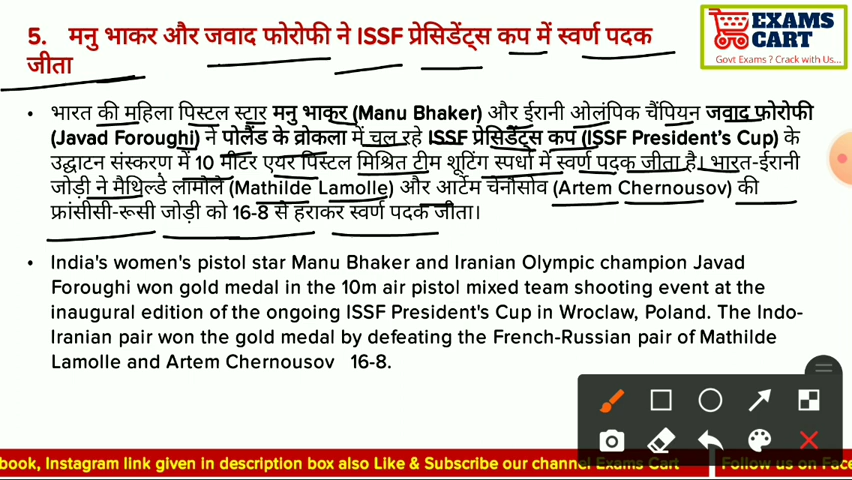 5. मनु भाकर और जवाद फोरोफी ने ISSF प्रेसिडेंट्स कप में स्वर्ण पदक
जीता
EXAMS
CART
Govt Exams ? Crack with Us...
• भारत की महिला पिस्टल स्टार मनु भाकर (Manu Bhaker) और ईरानी ओलंपिक चैंपियन जवाद फोरोफी
(Javad Foroughi) ने पोलैंड के व्रोकला में चल रहे ISSF प्रेसिडेंट्स कप (ISSF President's Cup) के
उद्घाटन संस्करण में 10 मीटर एयर पिस्टल मिश्रित टीम शूटिंग स्पर्धा में स्वर्ण पदक जीता है। भारत-ईरानी
जोड़ी ने मैथिल्डे लामोले (Mathilde Lamolle) और आर्टेम चेर्नोसोव (Artem Chernousov) की
फ्रांसीसी-रूसी जोड़ी को 16-8 से हराकर स्वर्ण पदक जीता।
• India's women's pistol star Manu Bhaker and Iranian Olympic champion Javad
Foroughi won gold medal in the 10m air pistol mixed team shooting event at the
inaugural edition of the ongoing ISSF President's Cup in Wroclaw, Poland. The Indo-
Iranian pair won the gold medal by defeating the French-Russian pair of Mathilde
Lamolle and Artem Chernousov 16-8.
book, Instagram link given in description box also Like & Subscribe our channel Exams Cart Follow us on Face